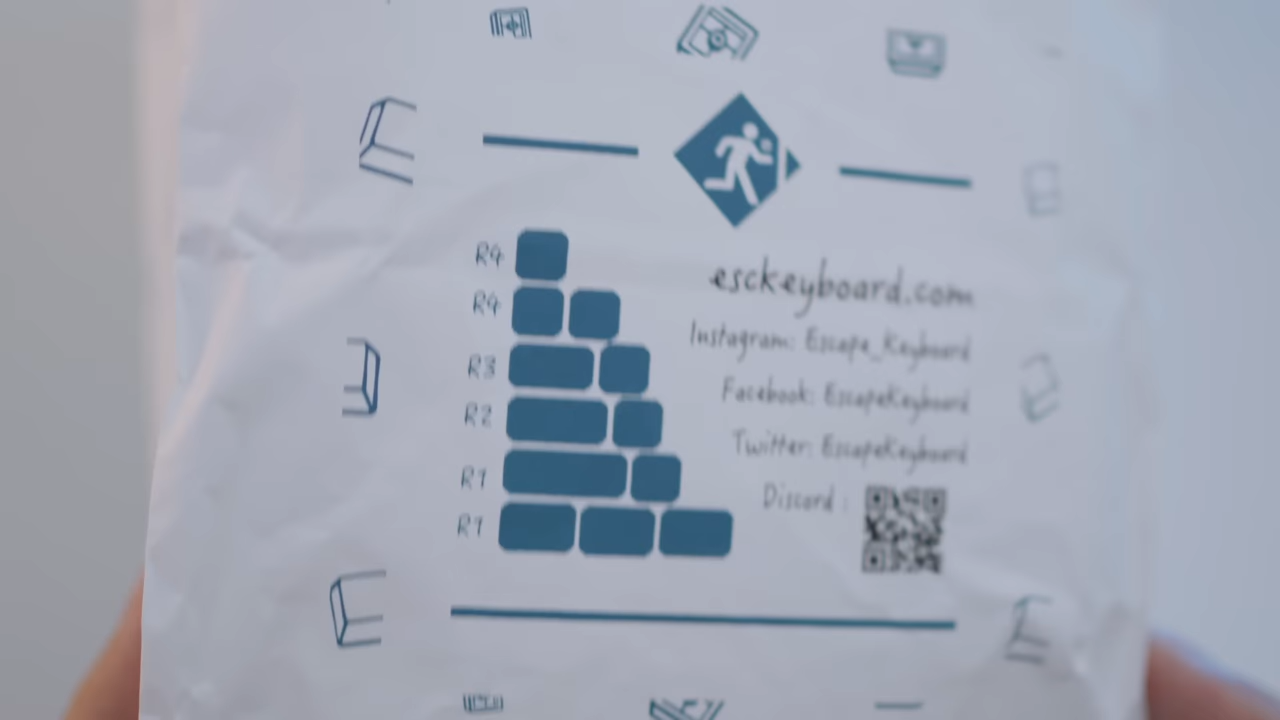 R4
R4
R3
R2
R1
R1
esckeyboard.com
Instagram: Escape_Keyboard
Facebook: EscapeKeyboard
Twitter: EscapeKeyboard
Discord :